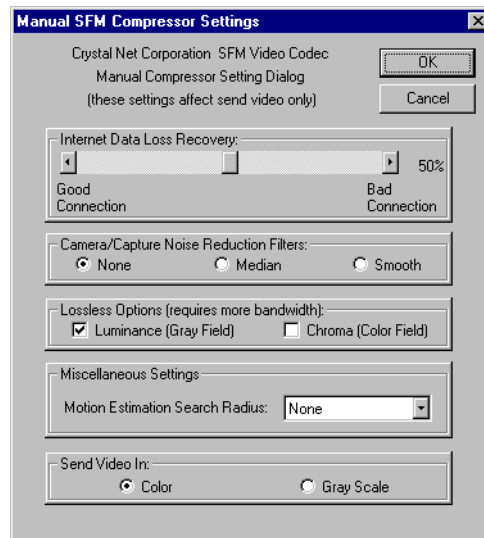 Manual SFM Compressor Settings
Crystal Net Corporation SFM Video Codec
Manual Compressor Setting Dialog
(these settings affect send video only)
OK
Cancel
Internet Data Loss Recovery:
50%
Good
Connection
Bad
Connection
Camera/Capture Noise Reduction Filters:
None
Median
Smooth
Lossless Options (requires more bandwidth):
Luminance (Gray Field)
Chroma (Color Field)
Miscellaneous Settings
Motion Estimation Search Radius:
None
Send Video In:
Color
Gray Scale